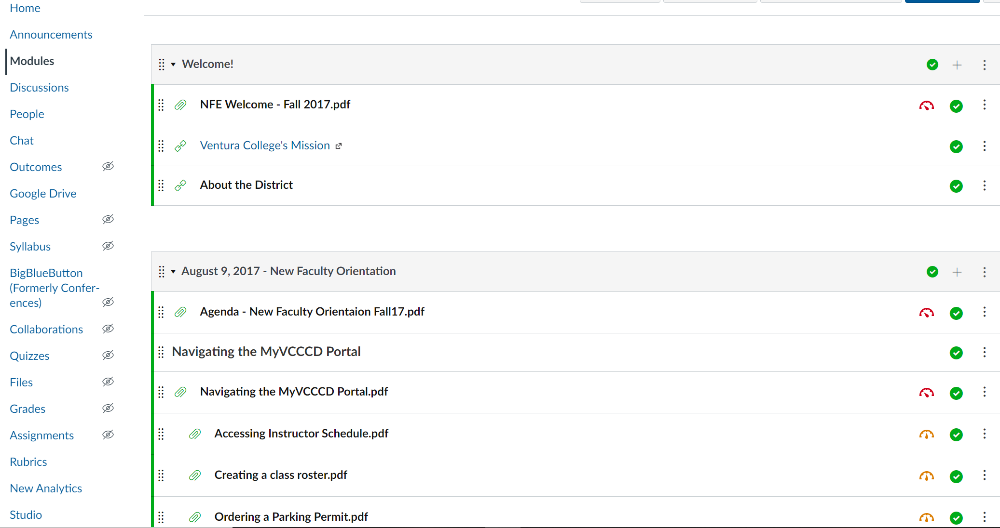 Home
Announcements
Modules
Discussions
People
Chat
Outcomes
Google Drive
Pages
Syllabus
BigBlueButton
(Formerly Confer-
ences)
Collaborations
Quizzes
Files
Grades
Assignments
Rubrics
New Analytics
Studio
Welcome!
NFE Welcome - Fall 2017.pdf
Ventura College's Mission
About the District
August 9, 2017 - New Faculty Orientation
Agenda - New Faculty Orientaion Fall17.pdf
Navigating the MyVCCCD Portal
Navigating the MyVCCCD Portal.pdf
Accessing Instructor Schedule.pdf
Creating a class roster.pdf
Ordering a Parking Permit.pdf